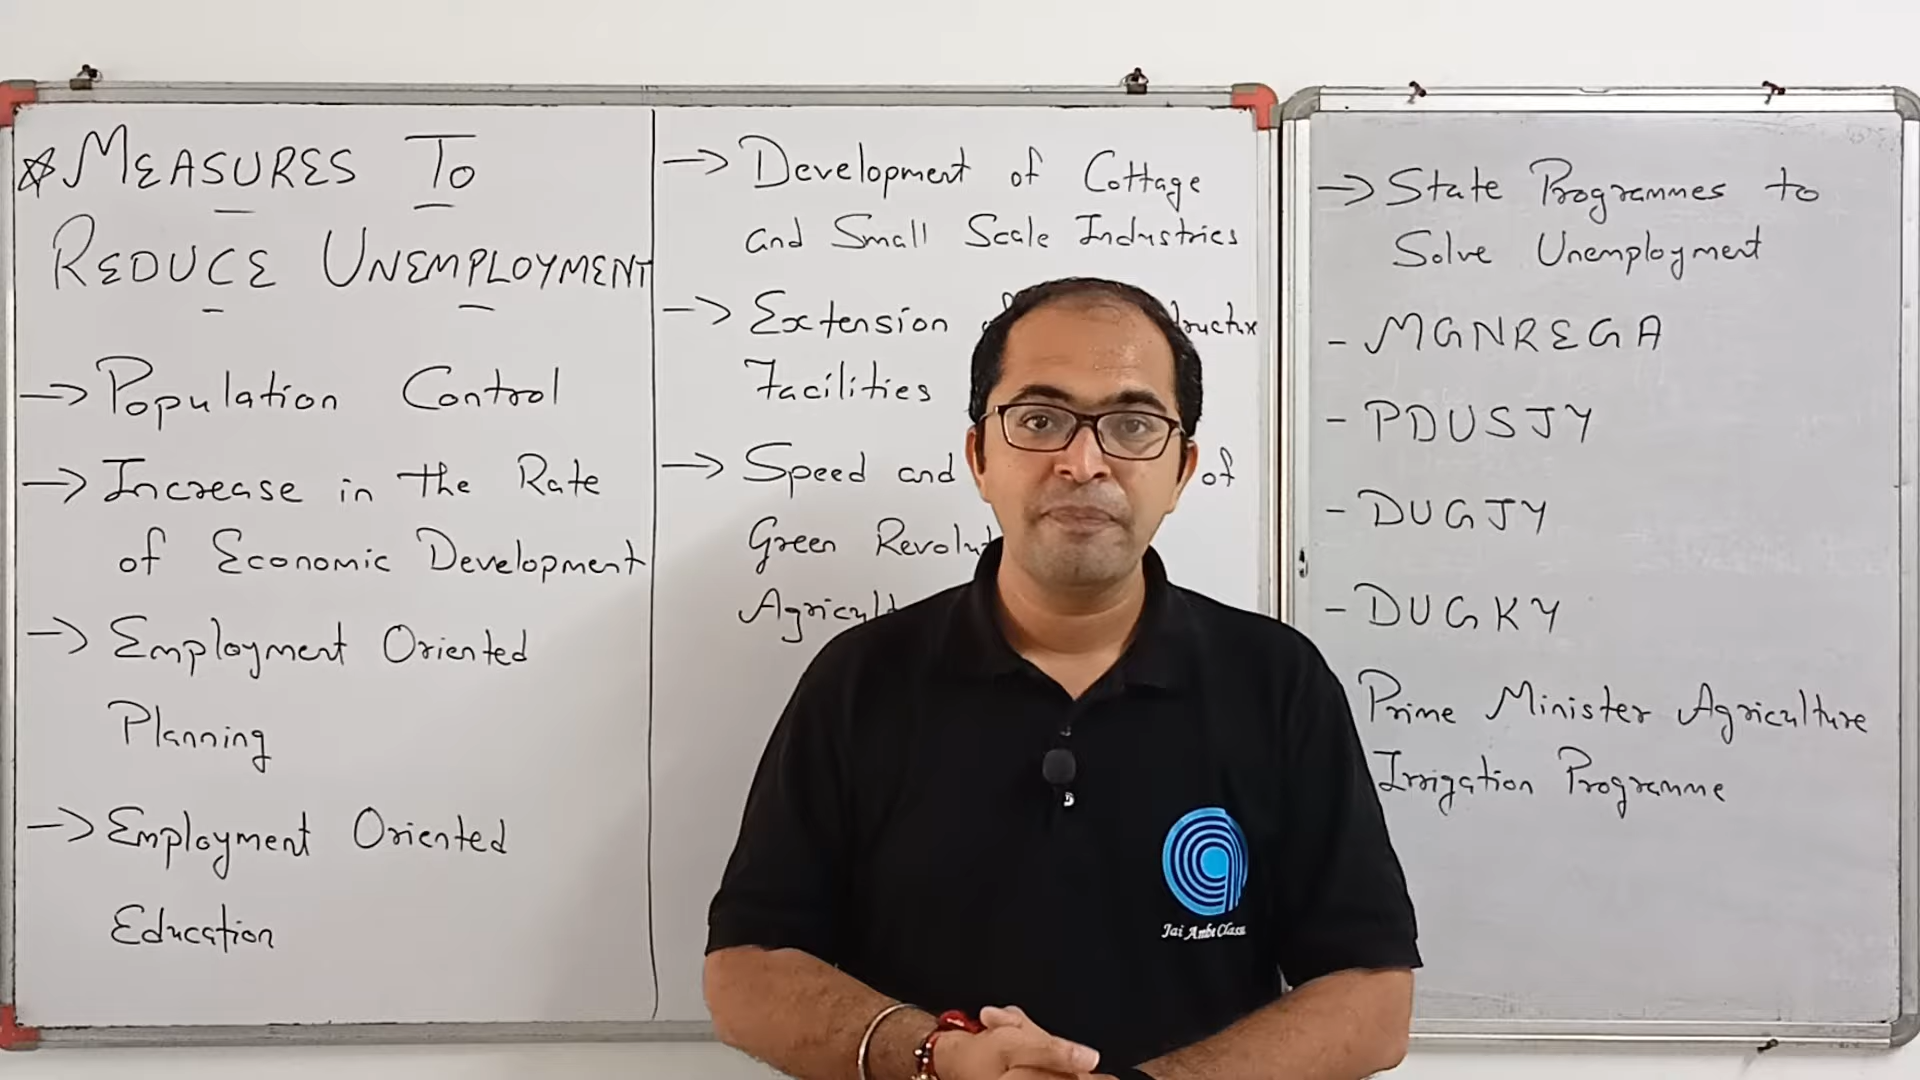 MEASURES TO
REDUCE UNEMPLOYMENT
→ Population Control
→ Increase in the Rate
of Economic Development
→ Employment Oriented
Planning
→ Employment Oriented
Education
→ Development of Cottage
and Small Scale Industries
→ Extension
Facilities
→ Speed and of
Green
→ State Programmes to
Solve Unemployment
- MGNREGA
- PDUSJY
- DUGJY
- DUGKY
Prime Minister Agriculture
Irrigation Programme
Jai Ambe